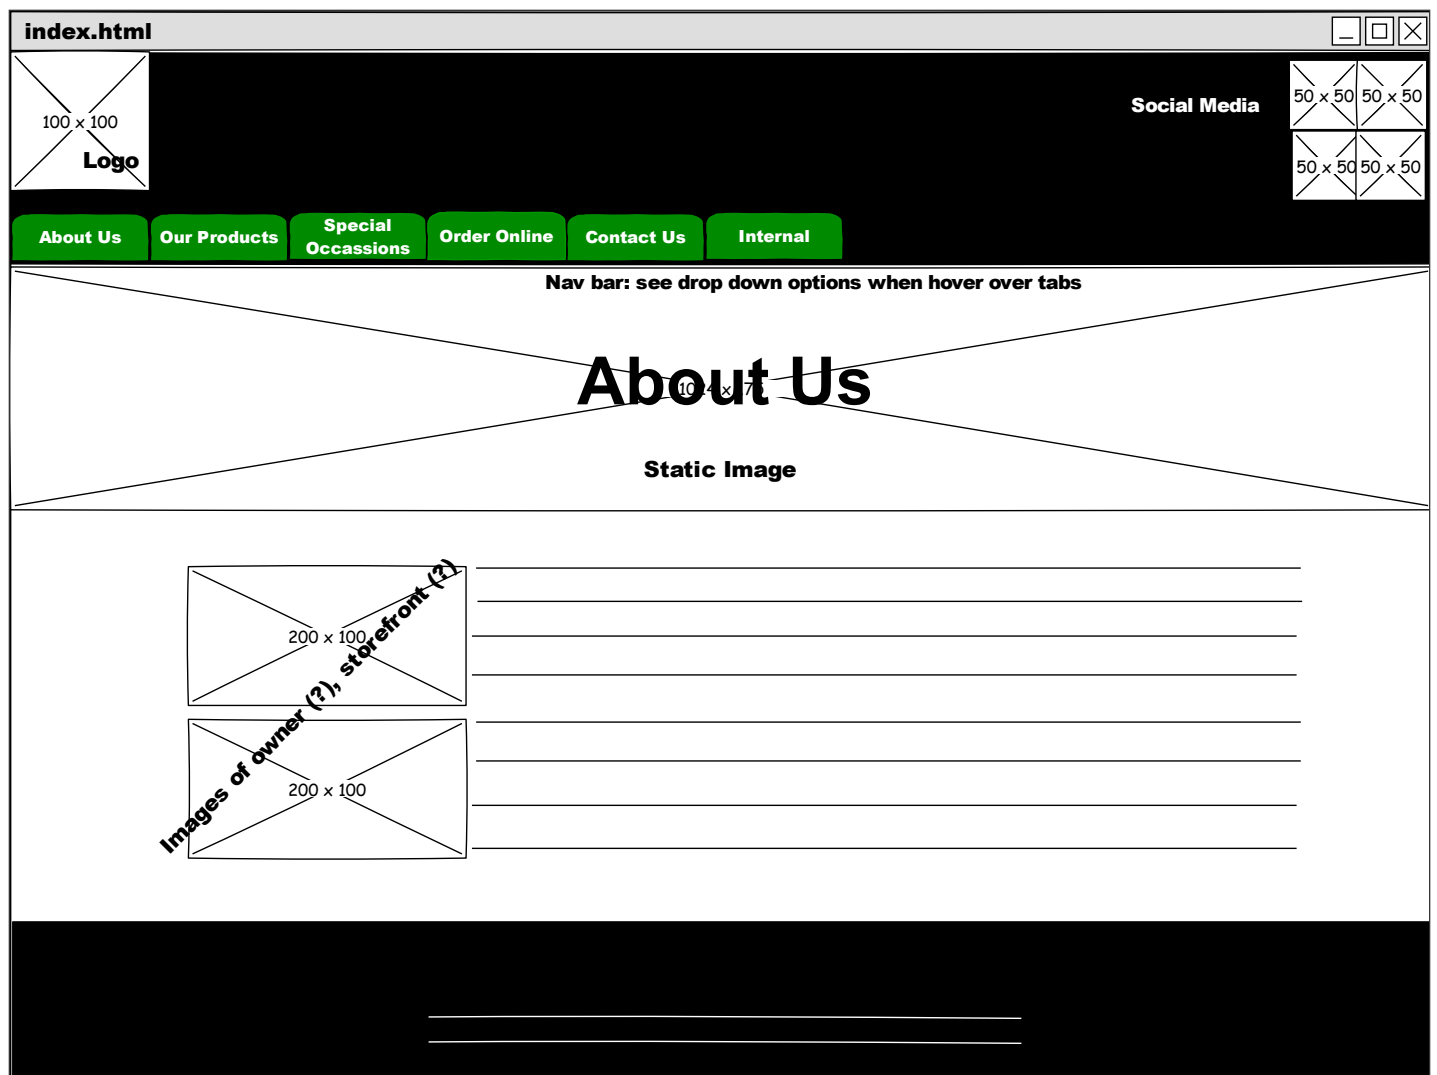 index.html
100 x 100
Logo
Social Media
50 x 50
50 x 50
50 x 50
50 x 50
About Us
Our Products
Special
Occassions
Order Online
Contact Us
Internal
Nav bar: see drop down options when hover over tabs
About Us
Static Image
200 x 100
Images of owner (?), storefront (?)
200 x 100